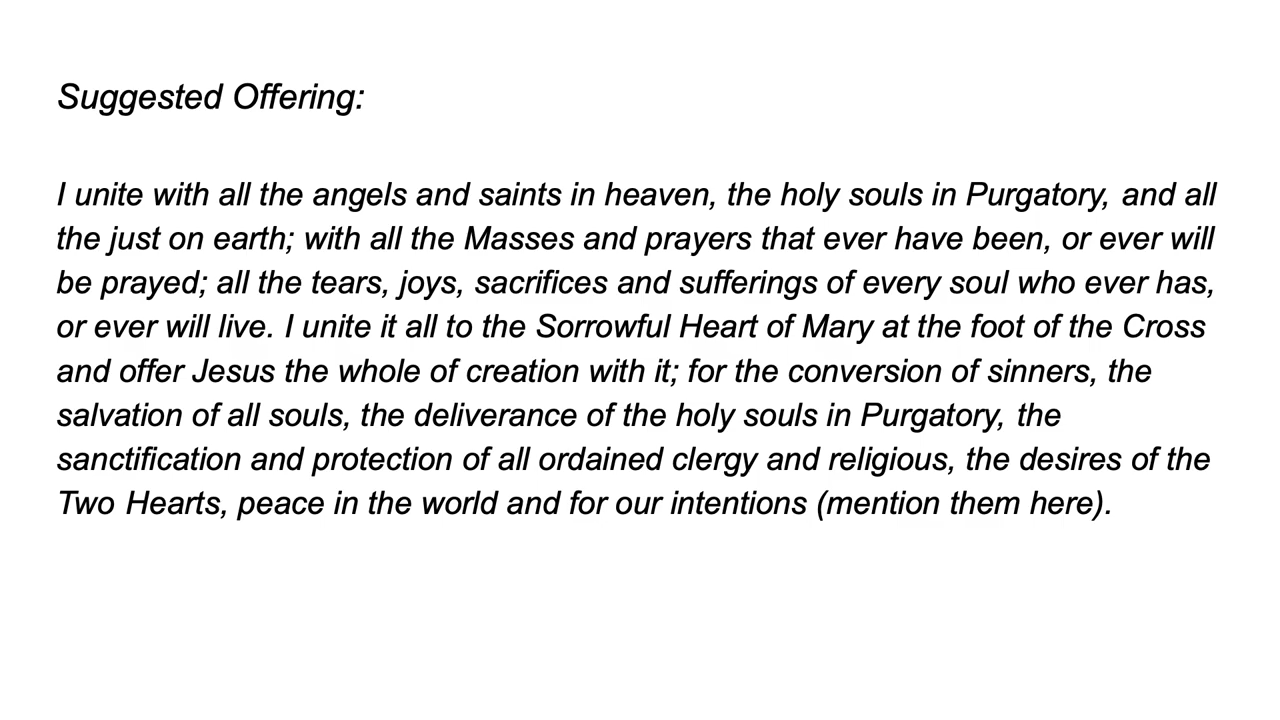 Suggested Offering:
I unite with all the angels and saints in heaven, the holy souls in Purgatory, and all
the just on earth; with all the Masses and prayers that ever have been, or ever will
be prayed; all the tears, joys, sacrifices and sufferings of every soul who ever has,
or ever will live. I unite it all to the Sorrowful Heart of Mary at the foot of the Cross
and offer Jesus the whole of creation with it; for the conversion of sinners, the
salvation of all souls, the deliverance of the holy souls in Purgatory, the
sanctification and protection of all ordained clergy and religious, the desires of the
Two Hearts, peace in the world and for our intentions (mention them here).